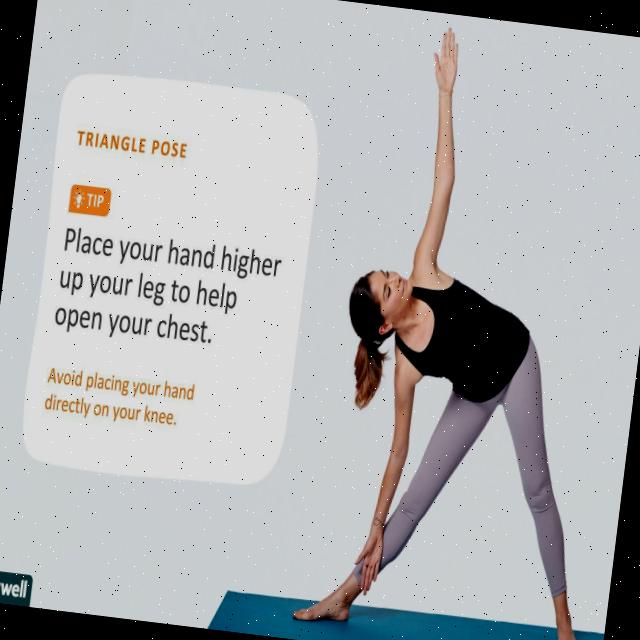 TRIANGLE POSE
TIP
Place your hand higher
up your leg to help
open your chest.
Avoid placing your hand
directly on your knee.
well